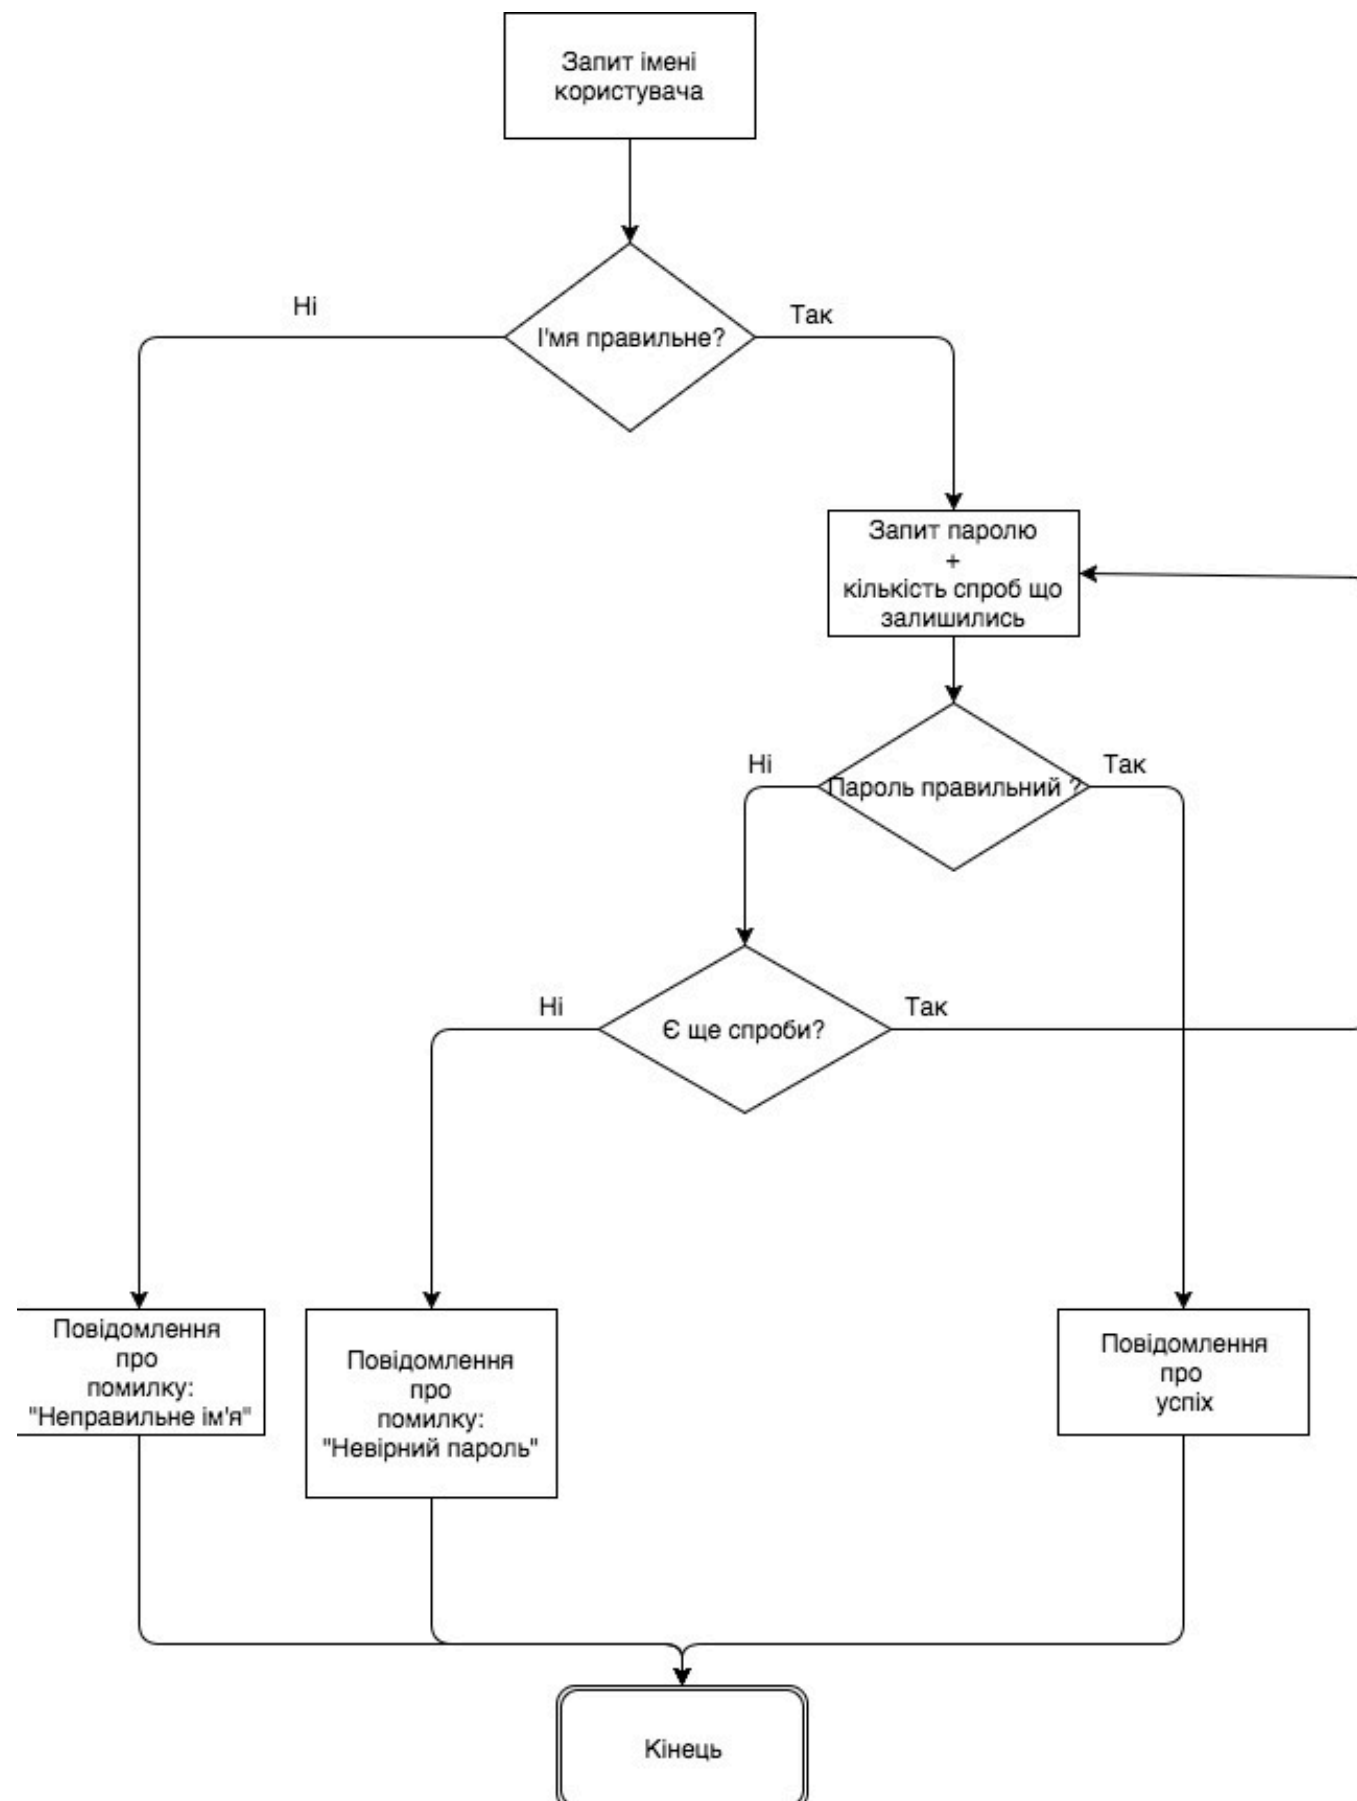 Запит імені
користувача
Ні
Так
І'мя правильне?
Запит паролю
+
кількість спроб що
залишились
Ні
Так
Пароль правильний ?
Ні
Так
Є ще спроби?
Повідомлення
про
помилку:
"Неправильне ім'я"
Повідомлення
про
помилку:
"Невірний пароль"
Повідомлення
про
успіх
Кінець